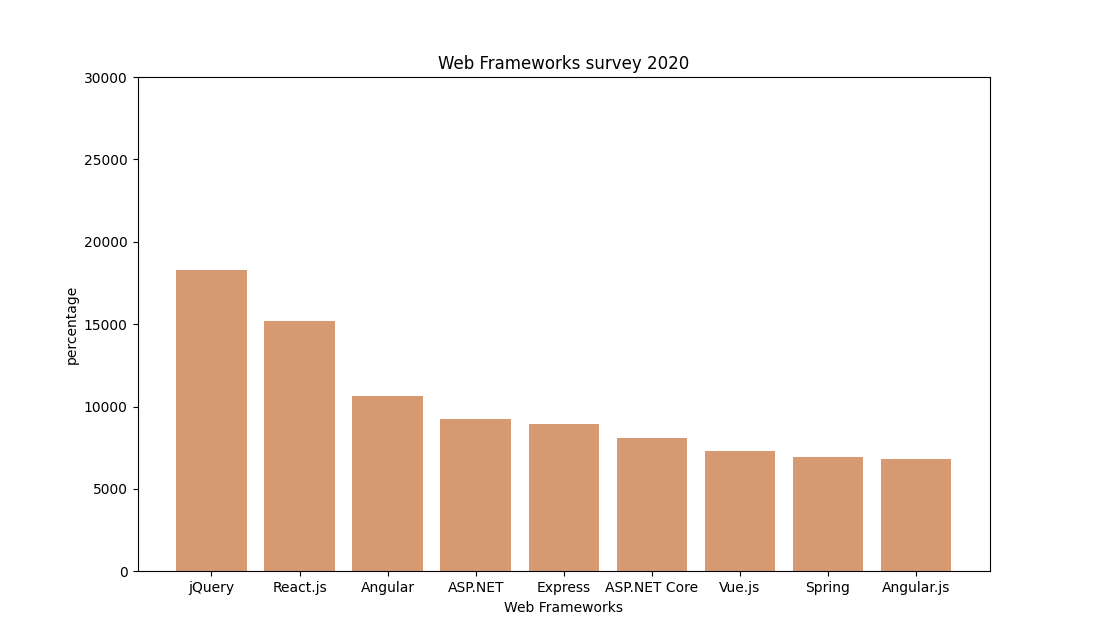 Web Frameworks survey 2020
30000
25000
20000
15000
10000
5000
0
percentage
jQuery React.js Angular ASP.NET Express ASP.NET Core Vue.js Spring Angular.js
Web Frameworks